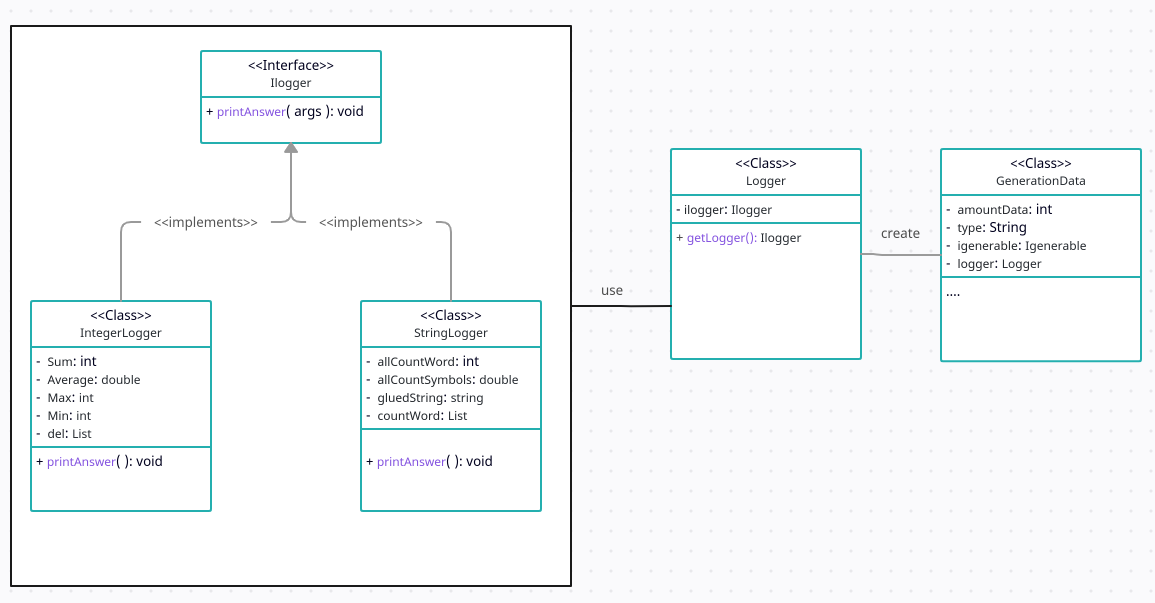 <<Interface>>
Ilogger
+ printAnswer( args ): void
<<implements>>
<<implements>>
<<Class>>
IntegerLogger
- Sum: int
- Average: double
- Max: int
- Min: int
- del: List
+ printAnswer( ): void
<<Class>>
StringLogger
- allCountWord: int
- allCountSymbols: double
- gluedString: string
- countWord: List
+ printAnswer( ): void
use
<<Class>>
Logger
- ilogger: Ilogger
+ getLogger(): Ilogger
create
<<Class>>
GenerationData
- amountData: int
- type: String
- igenerable: Igenerable
- logger: Logger
....